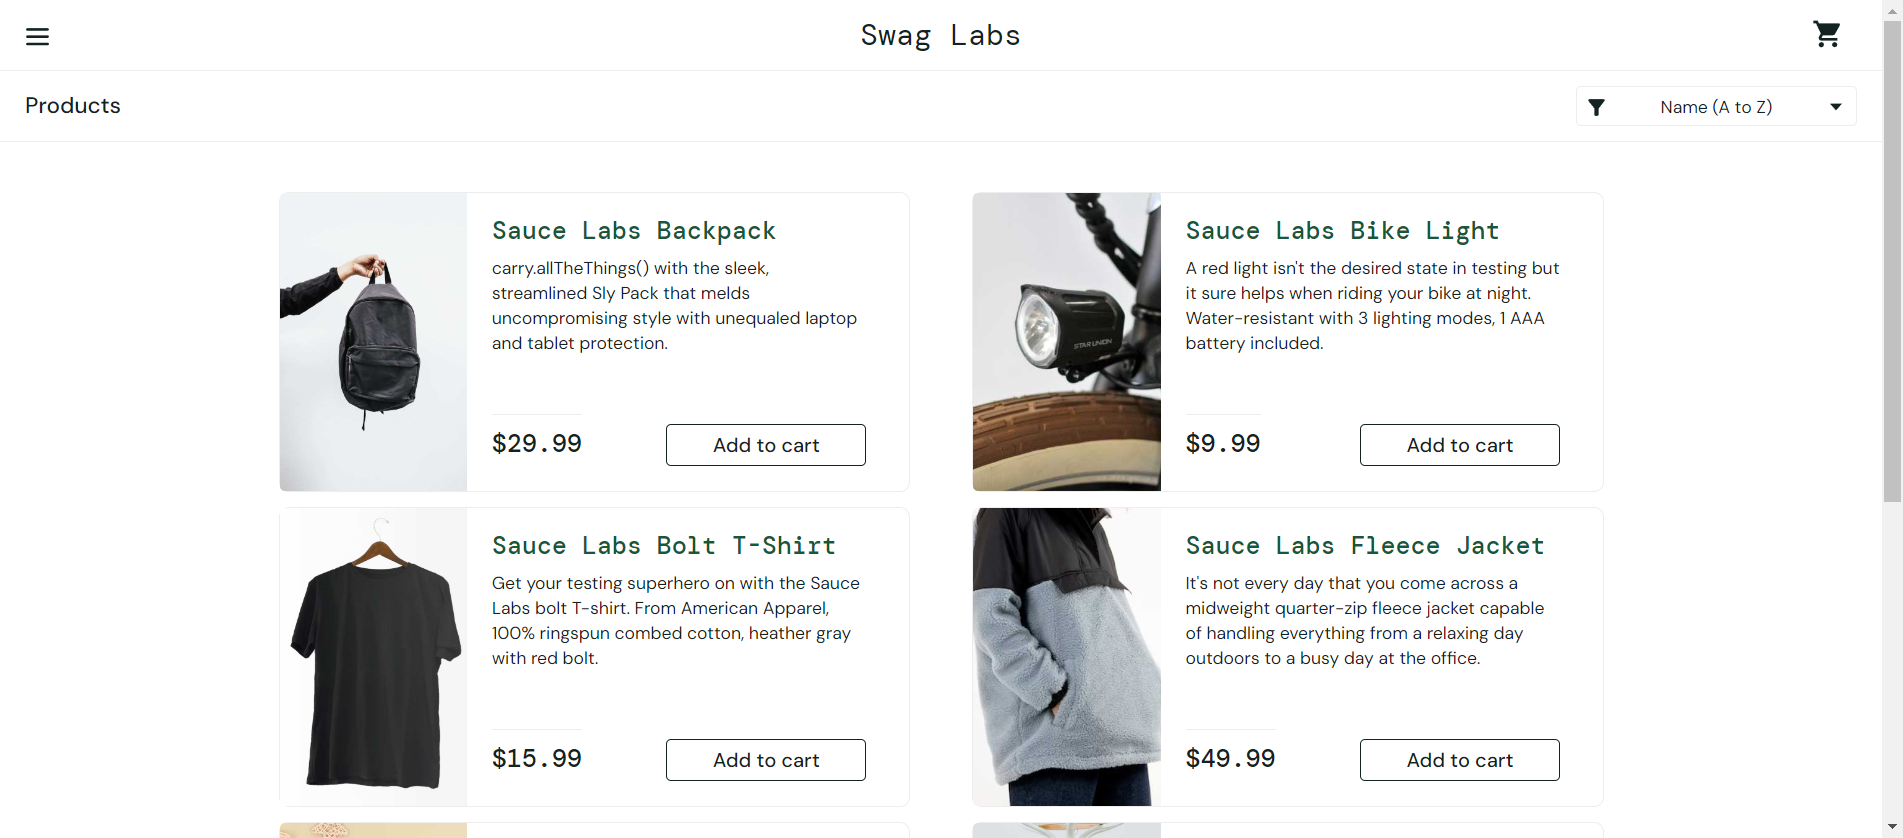 Swag Labs
Products
Name (A to Z)
Sauce Labs Backpack
carry.allTheThings() with the sleek,
streamlined Sly Pack that melds
uncompromising style with unequaled laptop
and tablet protection.
$29.99
Add to cart
Sauce Labs Bike Light
A red light isn't the desired state in testing but
it sure helps when riding your bike at night.
Water-resistant with 3 lighting modes, 1 AAA
battery included.
STAR UNION
$9.99
Add to cart
Sauce Labs Bolt T-Shirt
Get your testing superhero on with the Sauce
Labs bolt T-shirt. From American Apparel,
100% ringspun combed cotton, heather gray
with red bolt.
$15.99
Add to cart
Sauce Labs Fleece Jacket
It's not every day that you come across a
midweight quarter-zip fleece jacket capable
of handling everything from a relaxing day
outdoors to a busy day at the office.
$49.99
Add to cart